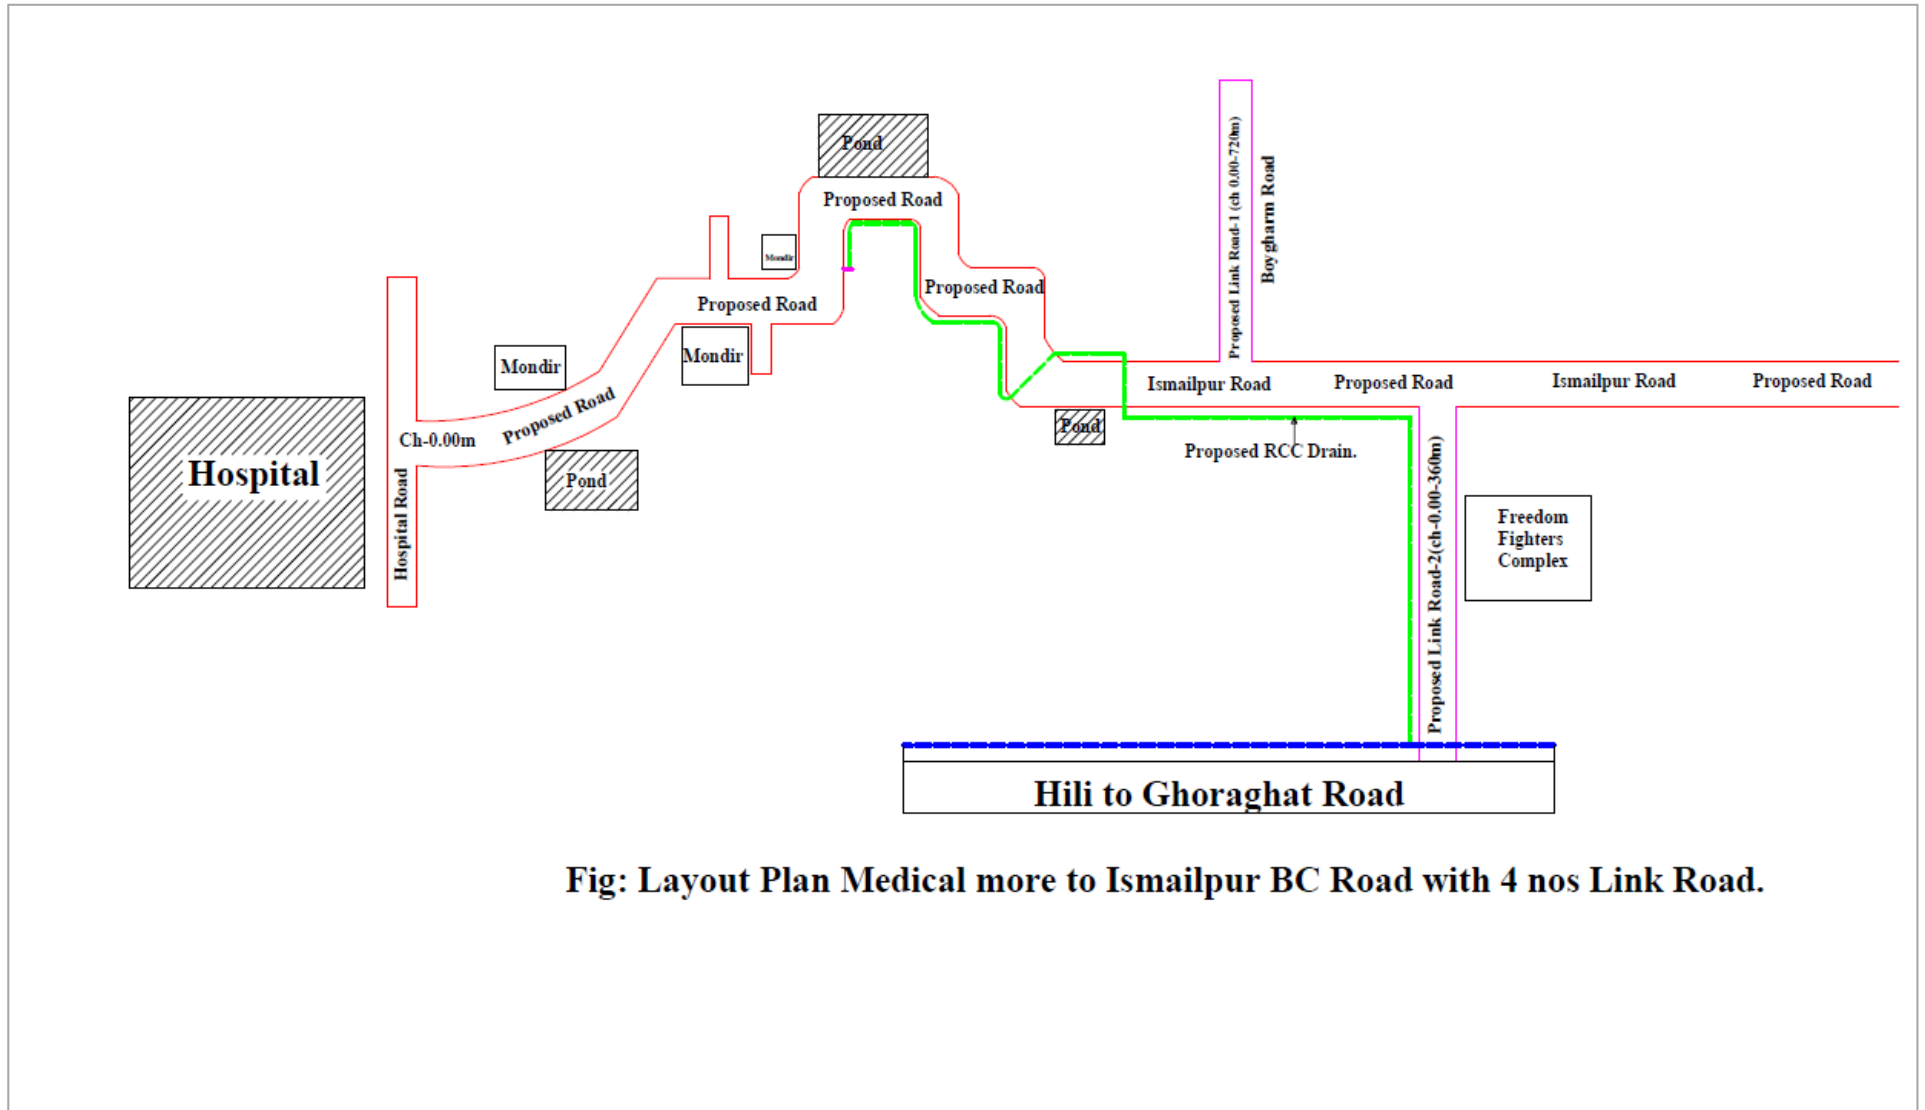 Pond
Proposed Road
Proposed Link Road-1 (ch 0.00-720m)
Boygharm Road
Mondir
Proposed Road
Proposed Road
Mondir
Mondir
Proposed Road
Ch-0.00m
Hospital
Hospital Road
Pond
Ismailpur Road
Proposed Road
Ismailpur Road
Proposed Road
Pond
Proposed RCC Drain.
Proposed Link Road-2(ch-0.00-360m)
Freedom
Fighters
Complex
Hili to Ghoraghat Road
Fig: Layout Plan Medical more to Ismailpur BC Road with 4 nos Link Road.